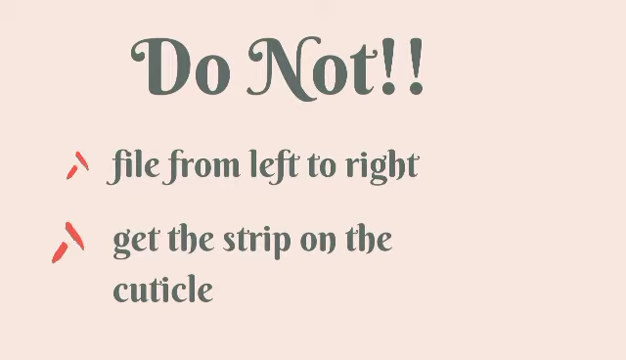 Do Not!!
file from left to right
get the strip on the
cuticle